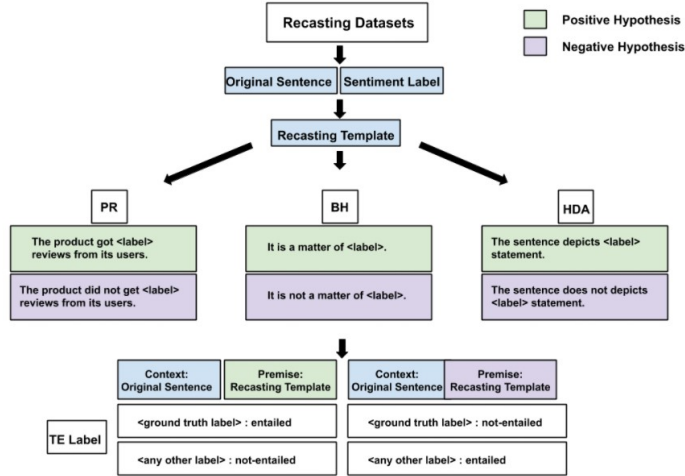 Recasting Datasets
Positive Hypothesis
Negative Hypothesis
Original Sentence
Sentiment Label
Recasting Template
PR
BH
HDA
The product got <label>
reviews from its users.
The product did not get <label>
reviews from its users.
It is a matter of <label>.
It is not a matter of <label>.
The sentence depicts <label>
statement.
The sentence does not depicts
<label> statement.
Context:
Original Sentence
Premise:
Recasting Template
Context:
Original Sentence
Premise:
Recasting Template
TE Label
<ground truth label> : entailed
<any other label> : not-entailed
<ground truth label> : not-entailed
<any other label> : entailed